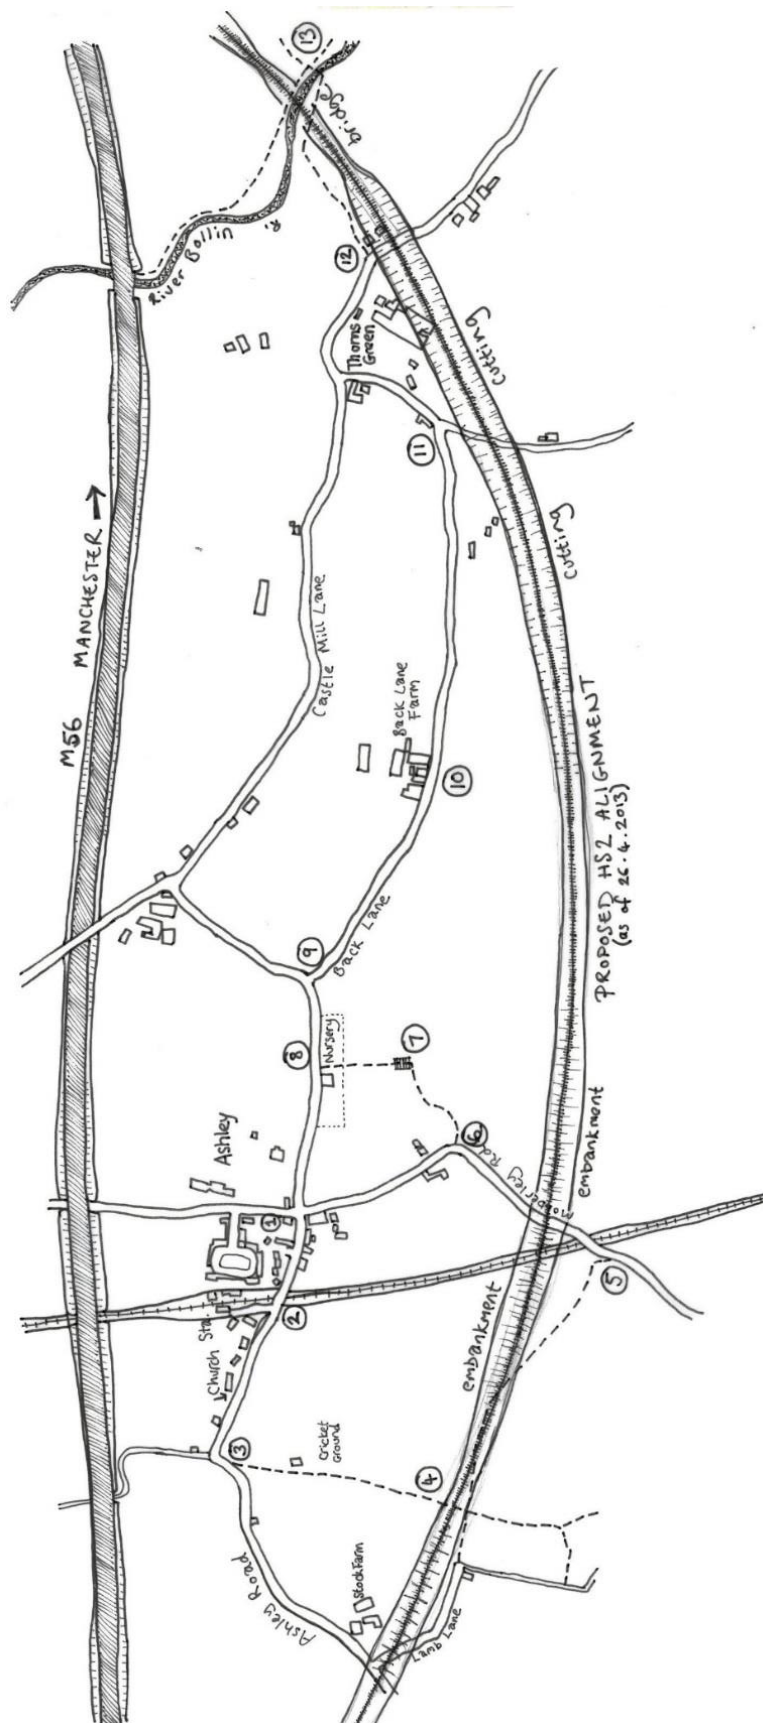 13
bridge
R.
River Bollin
12
cutting
Thorns
Green
11
MANCHESTER →
cutting
M56
Castle Mill Lane
Back Lane
Farm
10
PROPOSED HS2 ALIGNMENT
(as of 26.4.2013)
9
Back Lane
8
Nursery
7
Ashley
6
embankment
Mobberley Rd
1
5
2
Sta.
Church
embankment
3
Cricket
Ground
4
Ashley Road
Stock Farm
Lamb Lane